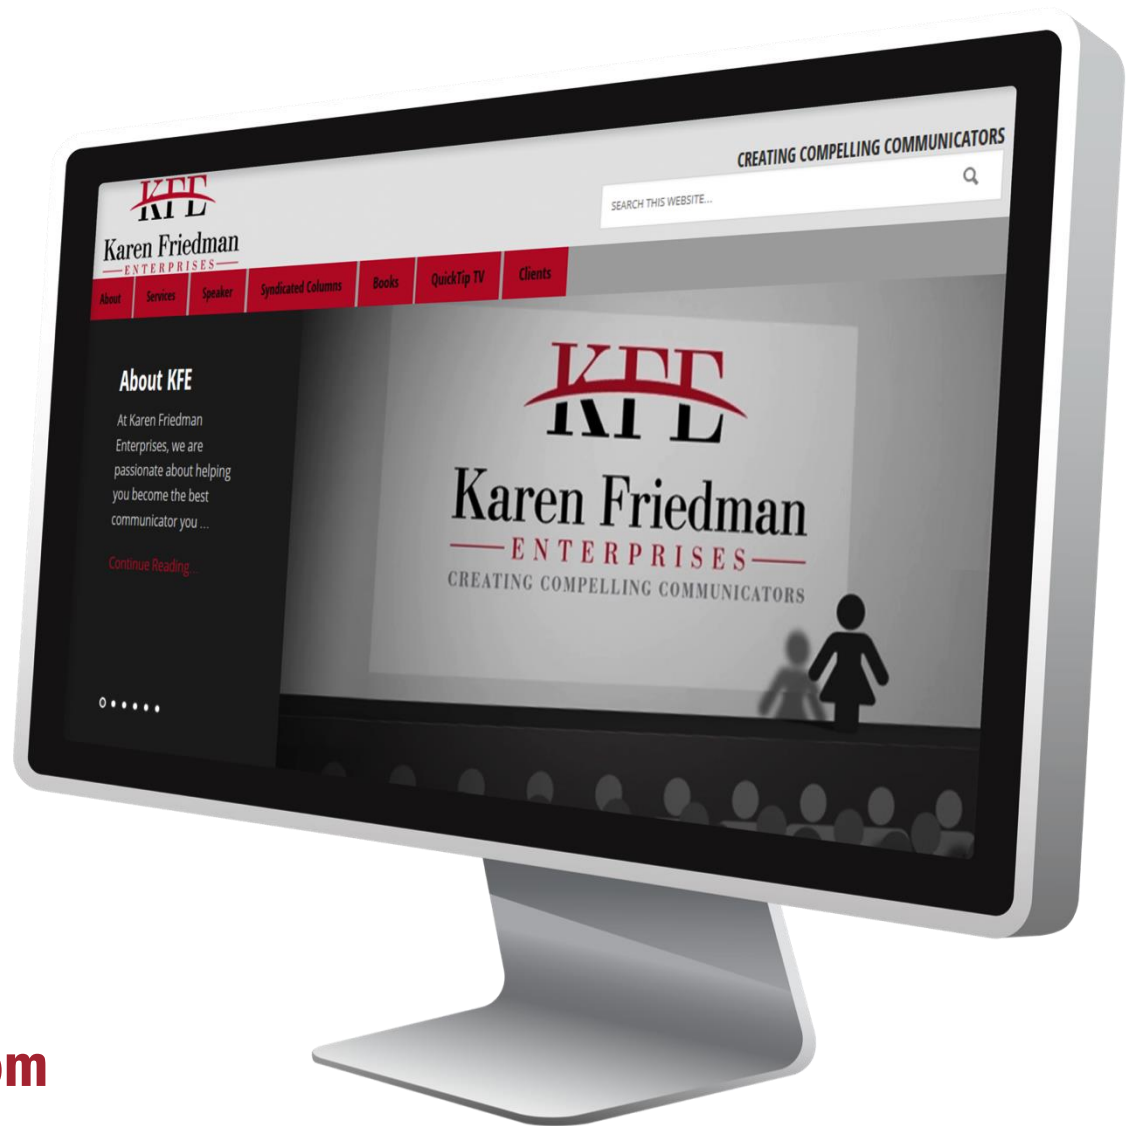 CREATING COMPELLING COMMUNICATORS
KFE
Karen Friedman
ENTERPRISES
SEARCH THIS WEBSITE...
About
Services
Speaker
Syndicated Columns
Books
QuickTip TV
Clients
About KFE
At Karen Friedman
Enterprises, we are
passionate about helping
you become the best
communicator you ...
Continue Reading...
KFE
Karen Friedman
ENTERPRISES
CREATING COMPELLING COMMUNICATORS
om